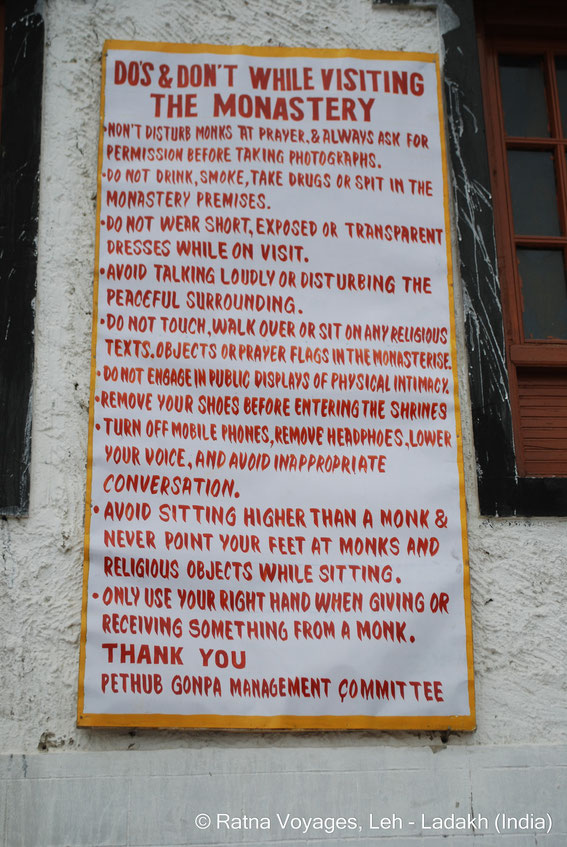 DO'S & DON'T WHILE VISITING
THE MONASTERY
•NON'T DISTURB MONKS AT PRAYER.& ALWAYS ASK FOR
PERMISSION BEFORE TAKING PHOTOGRAPHS.
•DO NOT DRINK,SMOKE,TAKE DRUGS OR SPIT IN THE
MONASTERY PREMISES.
•DO NOT WEAR SHORT,EXPOSED OR TRANSPARENT
DRESSES WHILE ON VISIT.
•AVOID TALKING LOUDLY OR DISTURBING THE
PEACEFUL SURROUNDING.
•DO NOT TOUCH,WALK OVER OR SIT ON ANY RELIGIOUS
TEXTS.OBJECTS OR PRAYER FLAGS IN THE MONASTERISE.
•DO NOT ENGAGE IN PUBLIC DISPLAYS OF PHYSICAL INTIMACY.
•REMOVE YOUR SHOES BEFORE ENTERING THE SHRINES
•TURN OFF MOBILE PHONES,REMOVE HEADPHOES,LOWER
YOUR VOICE, AND AVOID INAPPROPRIATE
CONVERSATION.
•AVOID SITTING HIGHER THAN A MONK &
NEVER POINT YOUR FEET AT MONKS AND
RELIGIOUS OBJECTS WHILE SITTING.
•ONLY USE YOUR RIGHT HAND WHEN GIVING OR
RECEIVING SOMETHING FROM A MONK.
THANK YOU
PETHUB GONPA MANAGEMENT COMMITTEE
© Ratna Voyages, Leh - Ladakh (India)